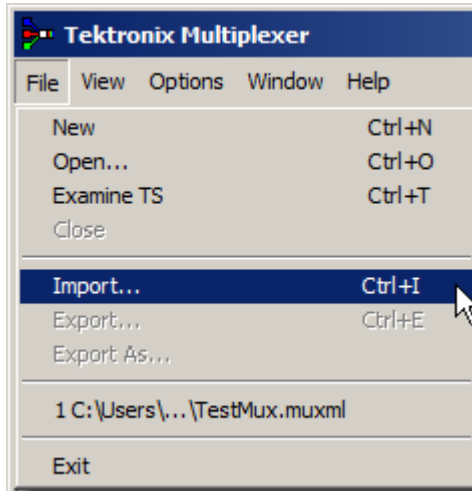 Tektronix Multiplexer
File View Options Window Help
New Ctrl+N
Open... Ctrl+O
Examine TS Ctrl+T
Close
Import... Ctrl+I
Export... Ctrl+E
Export As...
1 C:\Users\...\TestMux.muxml
Exit